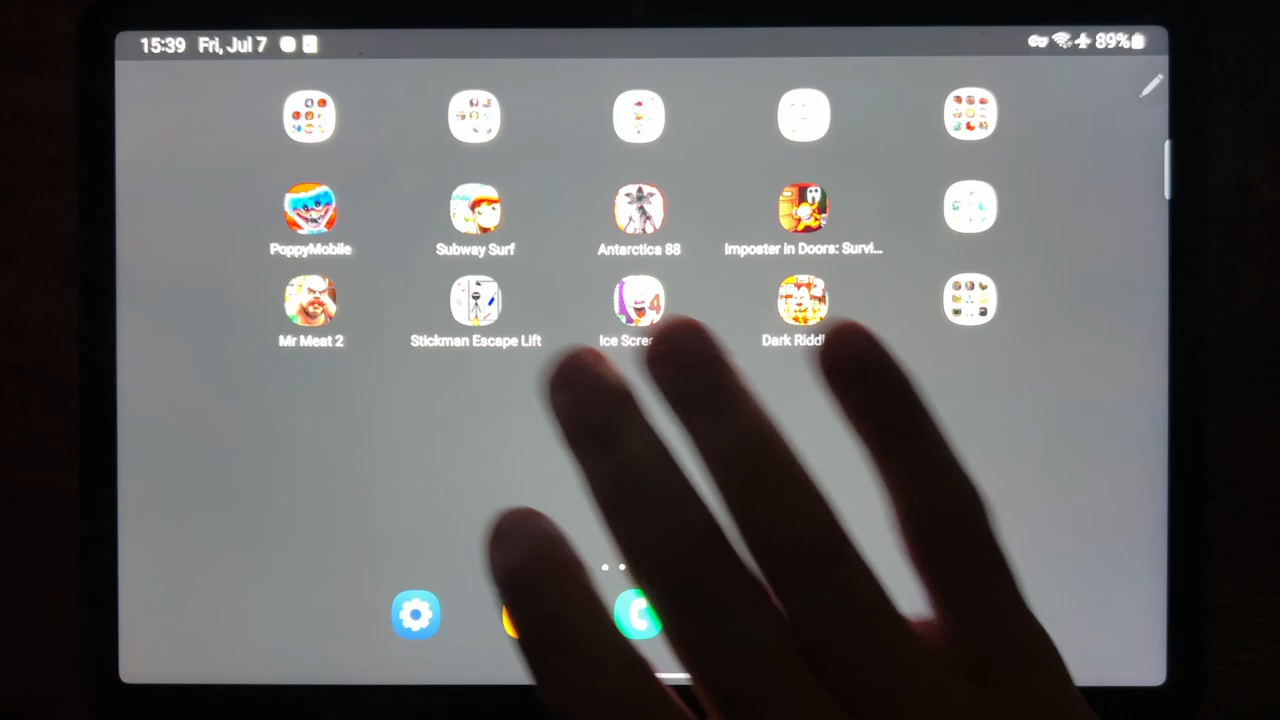 15:39 Fri, Jul 7 89%
PoppyMobile Subway Surf Antarctica 88 Imposter in Doors: Survi...
Mr Meat 2 Stickman Escape Lift Ice Scre Dark Riddl